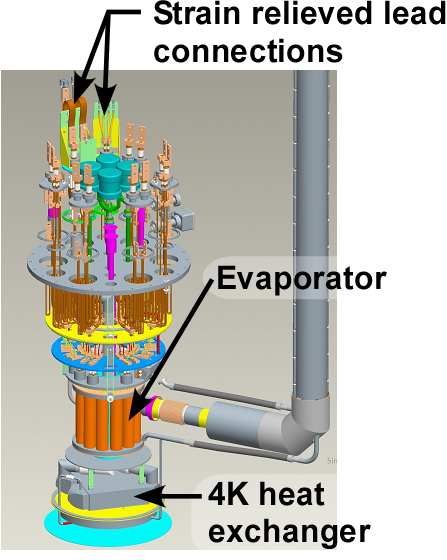 Strain relieved lead
connections
Evaporator
4K heat
exchanger